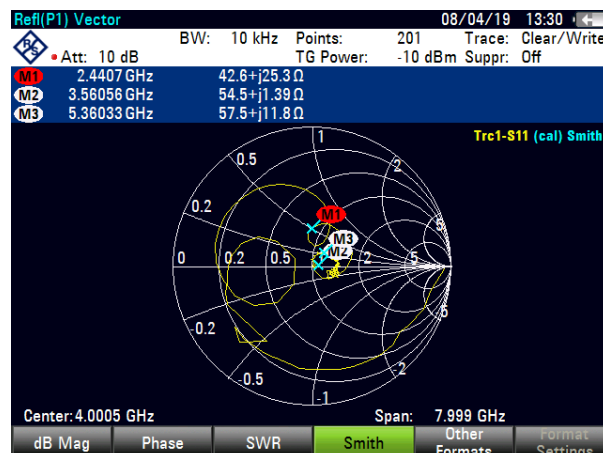 Refl(P1) Vector 08/04/19 13:30
BW: 10 kHz Points: 201 Trace: Clear/Write
Att: 10 dB TG Power: -10 dBm Suppr: Off
M1 2.4407 GHz 42.6+j25.3 Ω
M2 3.56056 GHz 54.5+j1.39 Ω
M3 5.36033 GHz 57.5+j11.8 Ω
Trc1-S11 (cal) Smith
1
0.5 2
0.2 M1 5
M3
0 0.2 0.5 M2 2 5
-0.2
-0.5 -2
-1
Center: 4.0005 GHz Span: 7.999 GHz
dB Mag Phase SWR Smith Other Formats Format Settings